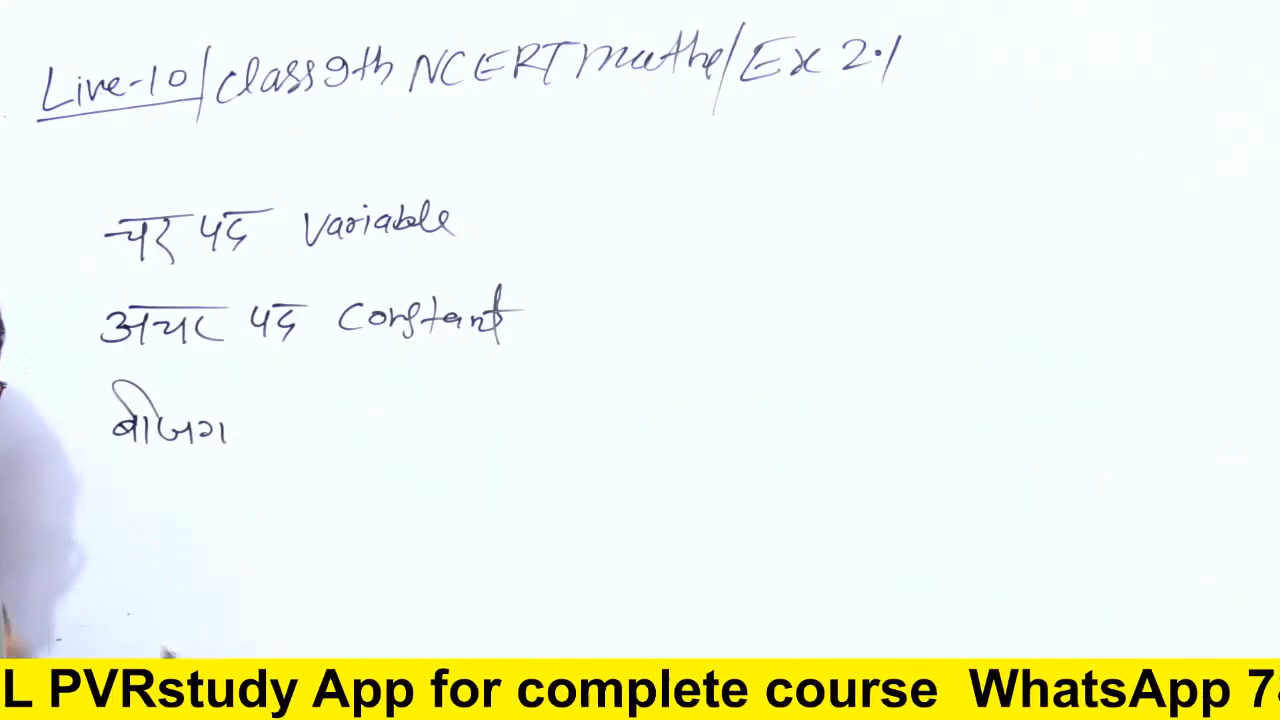 Live-10/class 9th NCERT maths/Ex 2.1
चर पद variable
अचर पद constant
बीजग
L PVRstudy App for complete course WhatsApp 7